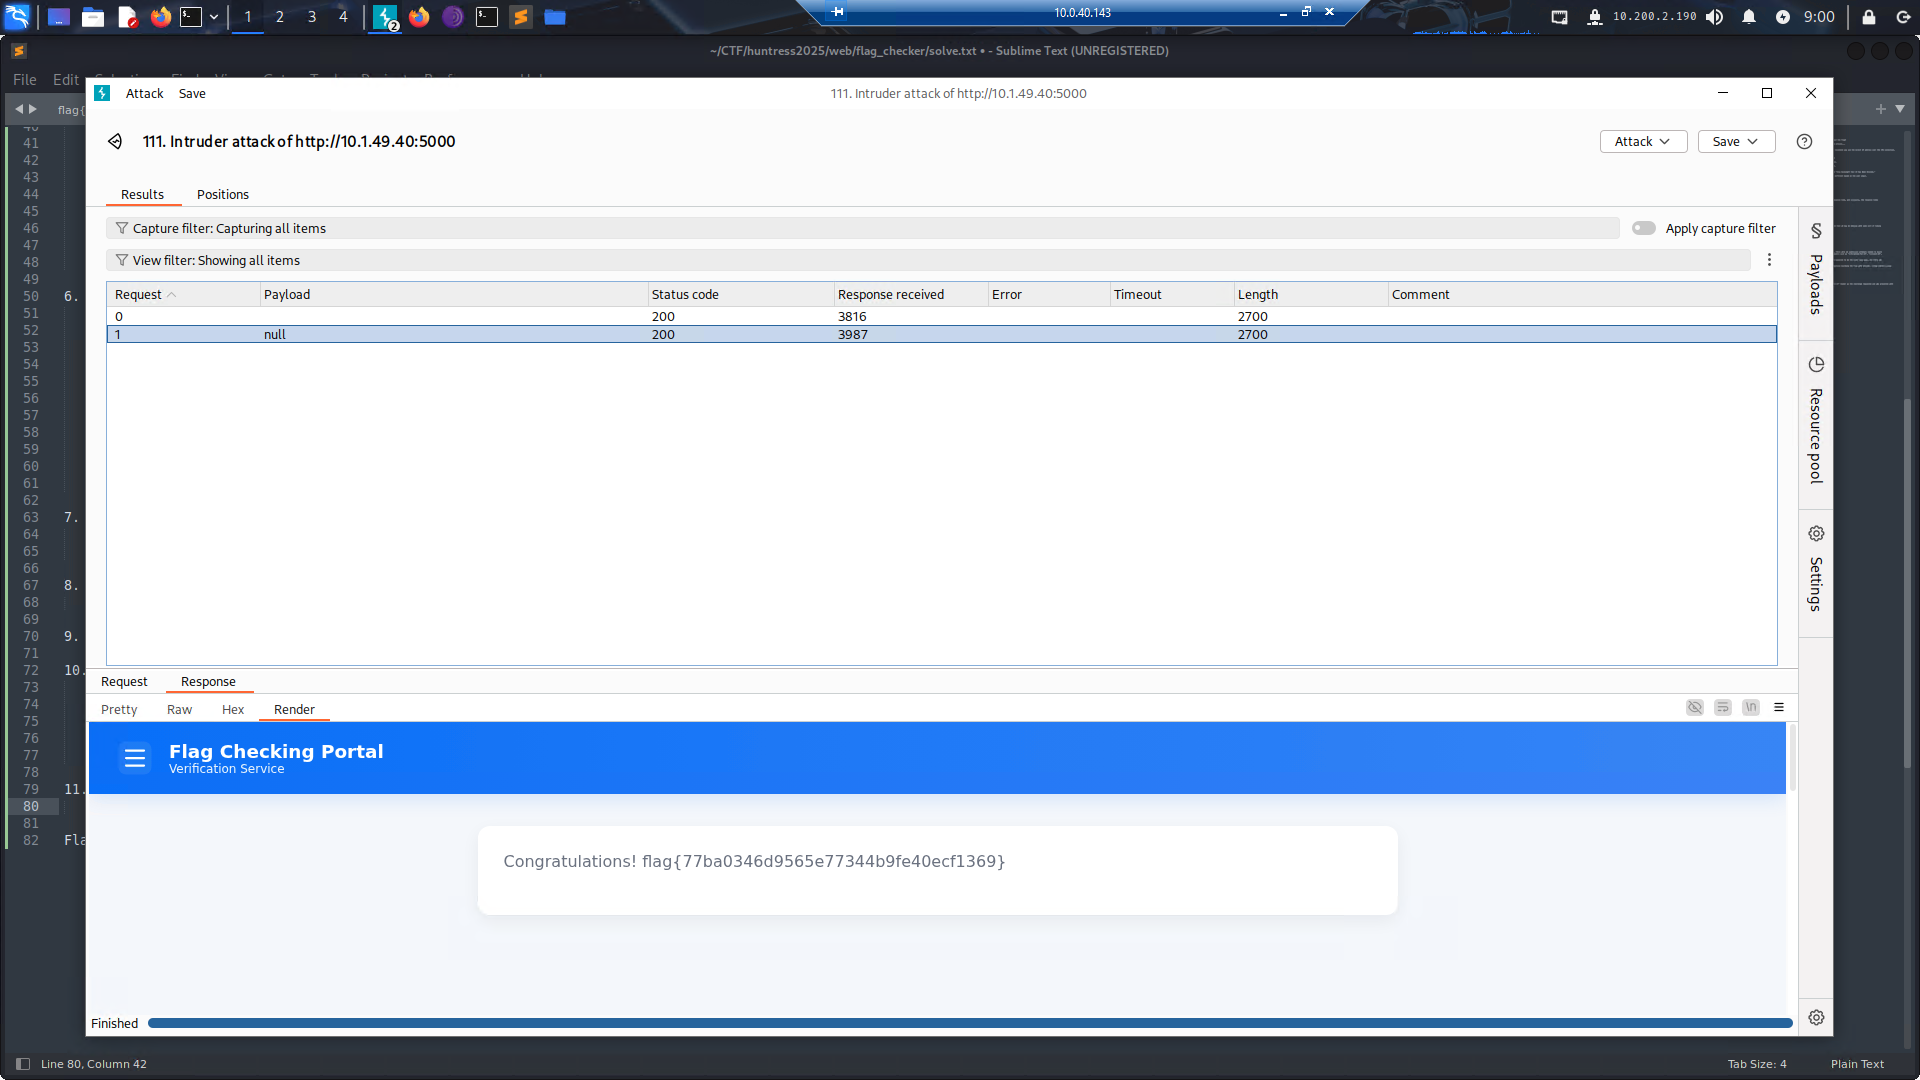 1 2 3 4 2 10.0.40.143 10.200.2.190 9:00
~/CTF/huntress2025/web/flag_checker/solve.txt • - Sublime Text (UNREGISTERED)
File Edit
flag{
Attack Save 111. Intruder attack of http://10.1.49.40:5000
111. Intruder attack of http://10.1.49.40:5000 Attack Save
Results Positions
Capture filter: Capturing all items Apply capture filter
View filter: Showing all items
Request Payload Status code Response received Error Timeout Length Comment
0 200 3816 2700
1 null 200 3987 2700
Payloads
Resource pool
Settings
41
42
43
44
45
46
47
48
49
50 6.
51
52
53
54
55
56
57
58
59
60
61
62
63 7.
64
65
66
67 8.
68
69
70 9.
71
72 10.
73
74
75
76
77
78
79 11.
80
81
82 Fla
Request Response
Pretty Raw Hex Render \n
Flag Checking Portal
Verification Service
Congratulations! flag{77ba0346d9565e77344b9fe40ecf1369}
Finished
Line 80, Column 42 Tab Size: 4 Plain Text